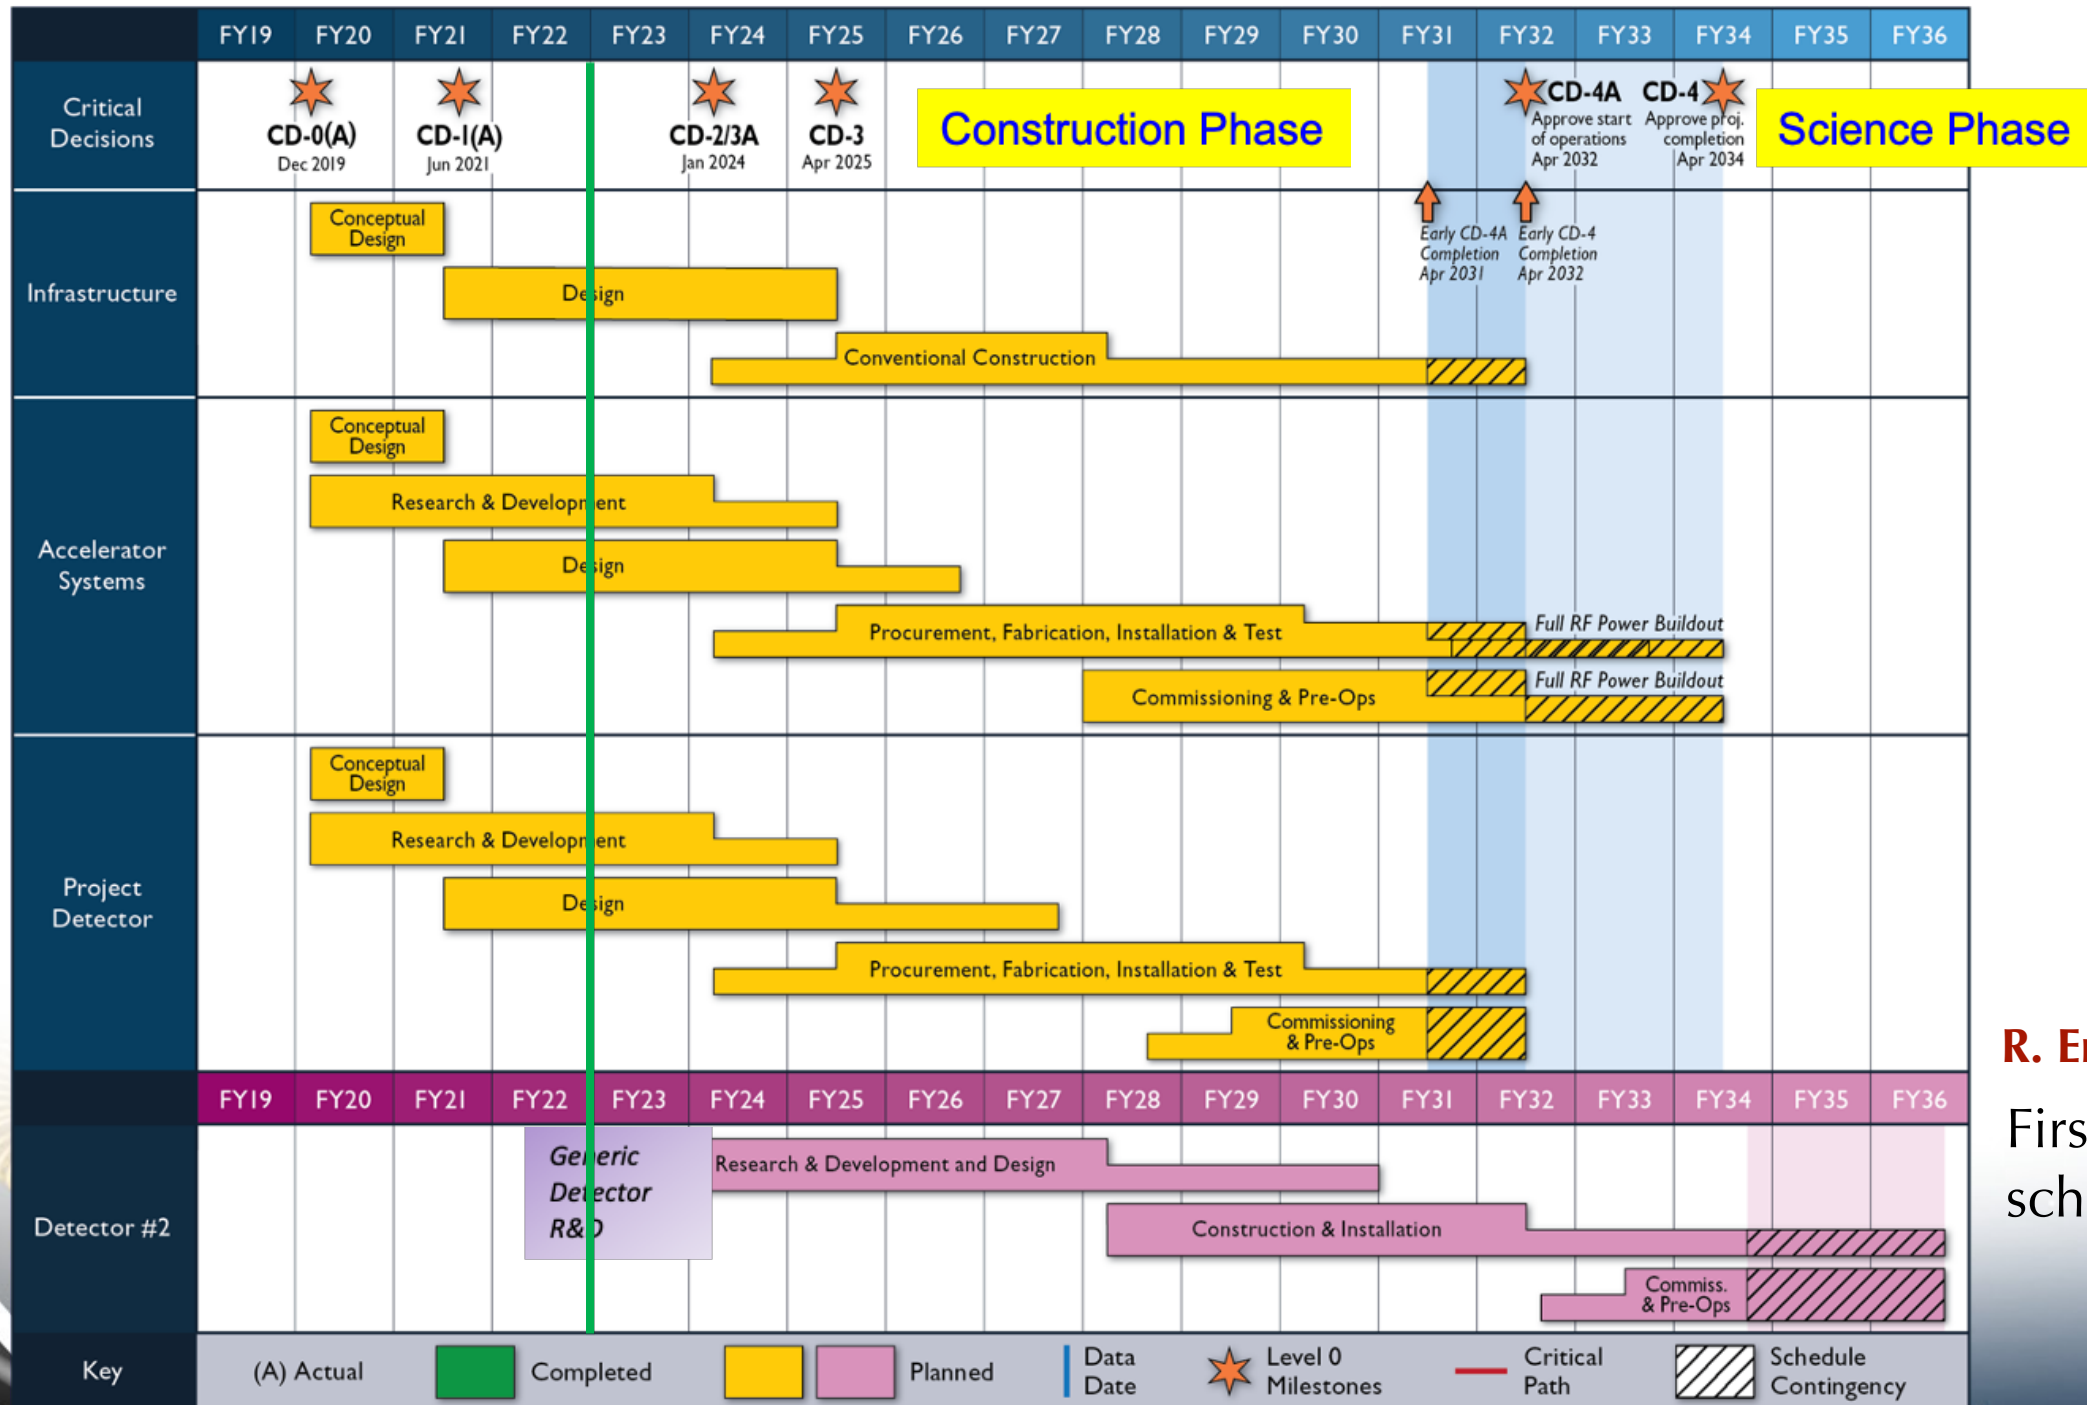 FY19 FY20 FY21 FY22 FY23 FY24 FY25 FY26 FY27 FY28 FY29 FY30 FY31 FY32 FY33 FY34 FY35 FY36
Critical
Decisions
CD-0(A)
Dec 2019
CD-1(A)
Jun 2021
CD-2/3A
Jan 2024
CD-3
Apr 2025
Construction Phase
CD-4A
Approve start
of operations
Apr 2032
CD-4
Approve proj.
completion
Apr 2034
Science Phase
Infrastructure
Early CD-4A
Completion
Apr 2031
Early CD-4
Completion
Apr 2032
Conceptual
Design
Design
Conventional Construction
Accelerator
Systems
Conceptual
Design
Research & Development
Design
Procurement, Fabrication, Installation & Test
Full RF Power Buildout
Commissioning & Pre-Ops
Full RF Power Buildout
Project
Detector
Conceptual
Design
Research & Development
Design
Procurement, Fabrication, Installation & Test
Commissioning
& Pre-Ops
R.
FY19 FY20 FY21 FY22 FY23 FY24 FY25 FY26 FY27 FY28 FY29 FY30 FY31 FY32 FY33 FY34 FY35 FY36
Detector #2
Generic
Detector
R&D
Research & Development and Design
Construction & Installation
Commiss.
& Pre-Ops
Key
(A) Actual
Completed
Planned
Data
Date
Level 0
Milestones
Critical
Path
Schedule
Contingency